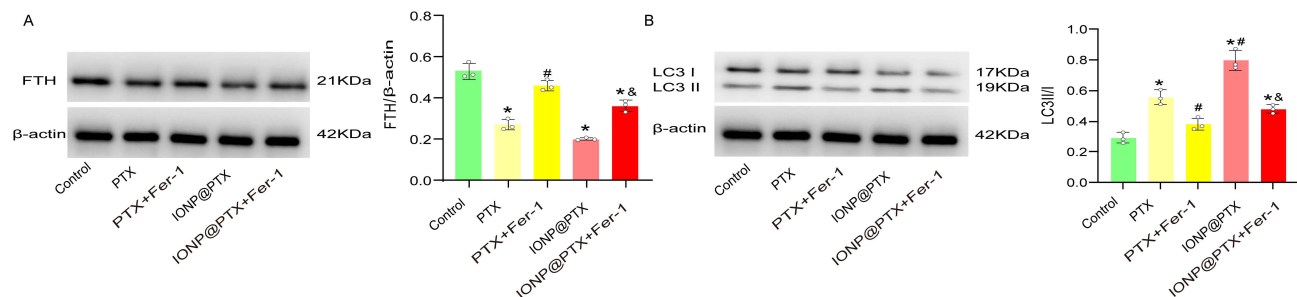 A
FTH
21KDa
β-actin
42KDa
Control
PTX
PTX+Fer-1
IONP@PTX
IONP@PTX+Fer-1
FTH/β-actin
0.8
0.6
0.4
0.2
0.0
*
#
*
*&
Control
PTX
PTX+Fer-1
IONP@PTX
IONP@PTX+Fer-1
B
LC3 I
17KDa
LC3 II
19KDa
β-actin
42KDa
Control
PTX
PTX+Fer-1
IONP@PTX
IONP@PTX+Fer-1
LC3II/I
1.0
0.8
0.6
0.4
0.2
0.0
*
#
*#
*&
Control
PTX
PTX+Fer-1
IONP@PTX
IONP@PTX+Fer-1